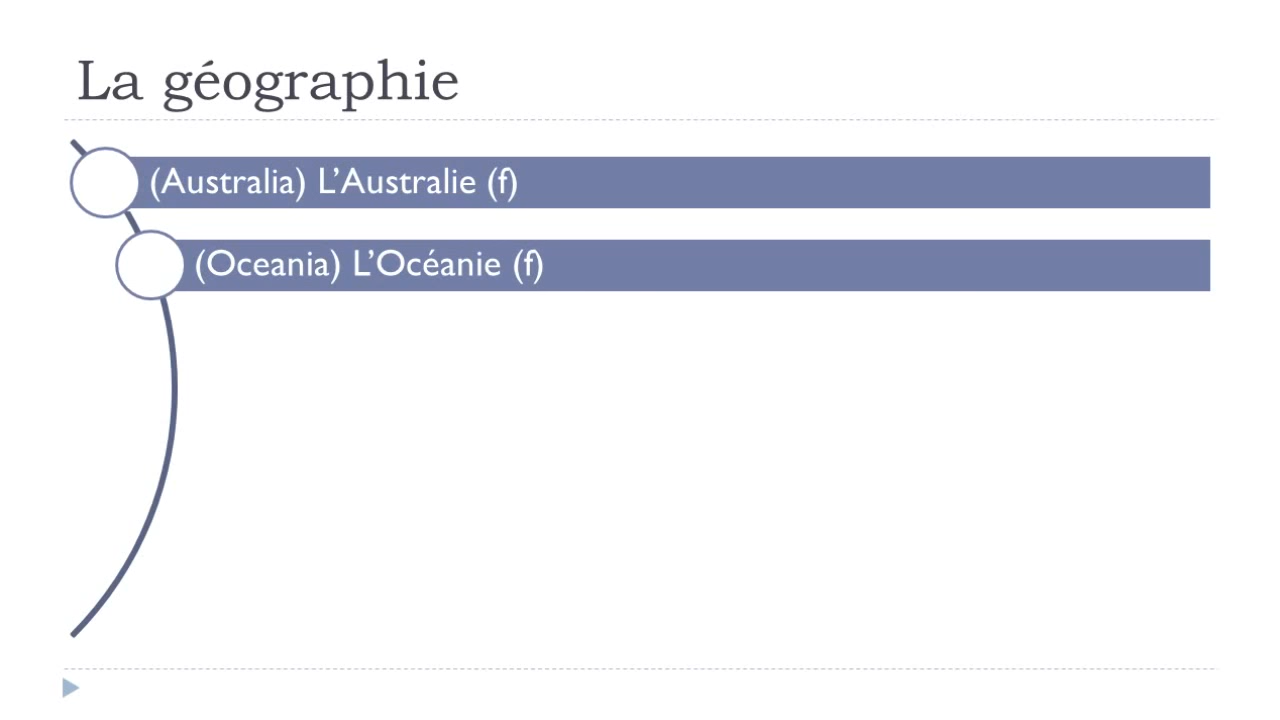 La géographie
(Australia) L’Australie (f)
(Oceania) L’Océanie (f)